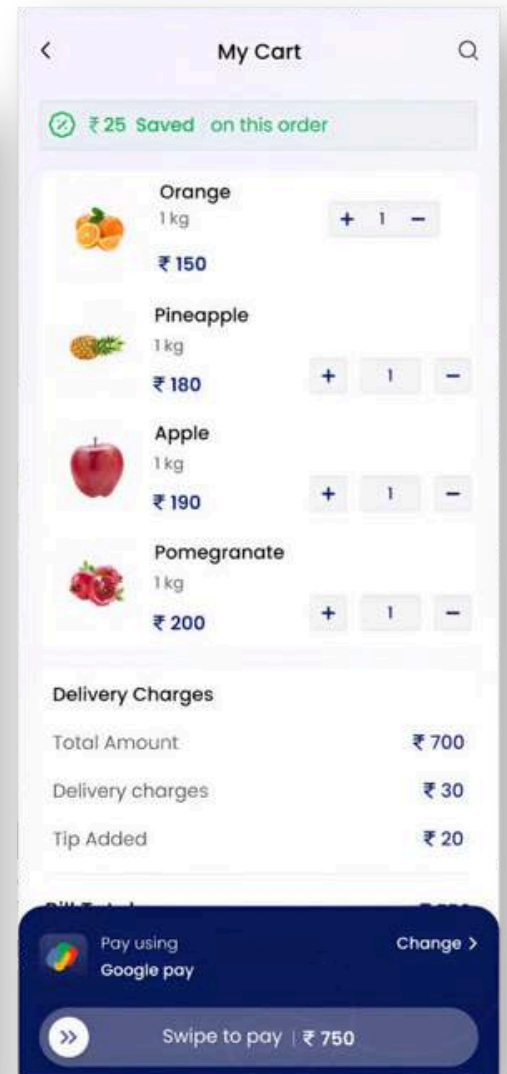 My Cart
₹ 25 Saved on this order
Orange
1 kg
+ 1 −
₹ 150
Pineapple
1 kg
₹ 180
+ 1 −
Apple
1 kg
₹ 190
+ 1 −
Pomegranate
1 kg
₹ 200
+ 1 −
Delivery Charges
Total Amount ₹ 700
Delivery charges ₹ 30
Tip Added ₹ 20
Pay using
Google pay
Change >
Swipe to pay | ₹ 750